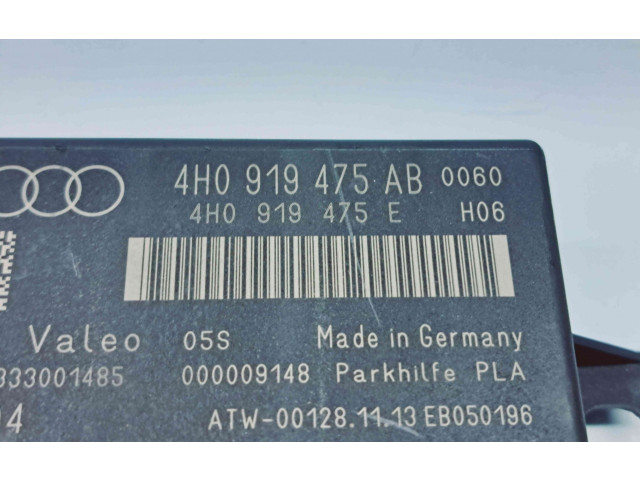 4H0 919 475 AB 0060
4H0 919 475 E H06
Valeo 05S Made in Germany
333001485 000009148 Parkhilfe PLA
04 ATW-00128.11.13 EB050196